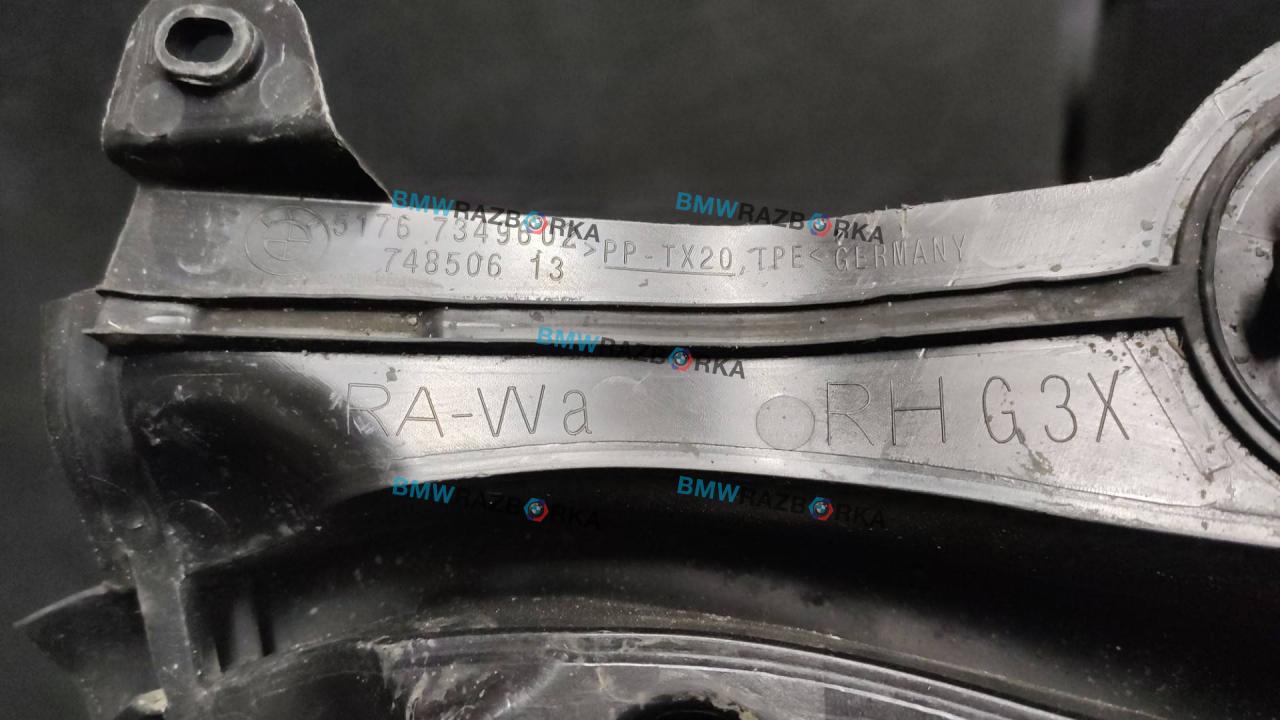 BMWRAZBORKA
BMWRAZBORKA
5176 7349602 >PP-TX20,TPE< GERMANY
748506 13
BMWRAZBORKA
RA-Wa RH G3X
BMWRAZBORKA
BMWRAZBORKA